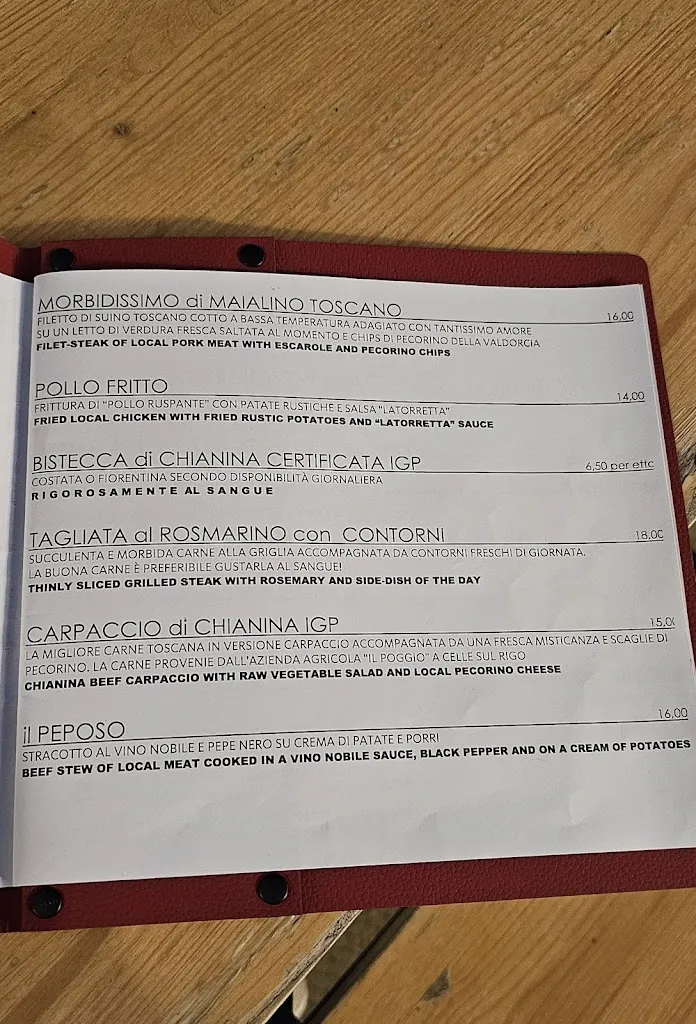 MORBIDISSIMO di MAIALINO TOSCANO 16,00
FILETTO DI SUINO TOSCANO COTTO A BASSA TEMPERATURA ADAGIATO CON TANTISSIMO AMORE
SU UN LETTO DI VERDURA FRESCA SALTATA AL MOMENTO E CHIPS DI PECORINO DELLA VALDORCIA
FILET-STEAK OF LOCAL PORK MEAT WITH ESCAROLE AND PECORINO CHIPS
POLLO FRITTO 14,00
FRITTURA DI "POLLO RUSPANTE" CON PATATE RUSTICHE E SALSA "LATORRETTA"
FRIED LOCAL CHICKEN WITH FRIED RUSTIC POTATOES AND "LATORRETTA" SAUCE
BISTECCA di CHIANINA CERTIFICATA IGP 6,50 per ettc
COSTATA O FIORENTINA SECONDO DISPONIBILITÀ GIORNALIERA
RIGOROSAMENTE AL SANGUE
TAGLIATA al ROSMARINO con CONTORNI 18,00
SUCCULENTA E MORBIDA CARNE ALLA GRIGLIA ACCOMPAGNATA DA CONTORNI FRESCHI DI GIORNATA.
LA BUONA CARNE È PREFERIBILE GUSTARLA AL SANGUE!
THINLY SLICED GRILLED STEAK WITH ROSEMARY AND SIDE-DISH OF THE DAY
CARPACCIO di CHIANINA IGP 15,00
LA MIGLIORE CARNE TOSCANA IN VERSIONE CARPACCIO ACCOMPAGNATA DA UNA FRESCA MISTICANZA E SCAGLIE DI
PECORINO. LA CARNE PROVIENE DALL'AZIENDA AGRICOLA "IL POGGIO" A CELLE SUL RIGO
CHIANINA BEEF CARPACCIO WITH RAW VEGETABLE SALAD AND LOCAL PECORINO CHEESE
il PEPOSO 16,00
STRACOTTO AL VINO NOBILE E PEPE NERO SU CREMA DI PATATE E PORRI
BEEF STEW OF LOCAL MEAT COOKED IN A VINO NOBILE SAUCE, BLACK PEPPER AND ON A CREAM OF POTATOES